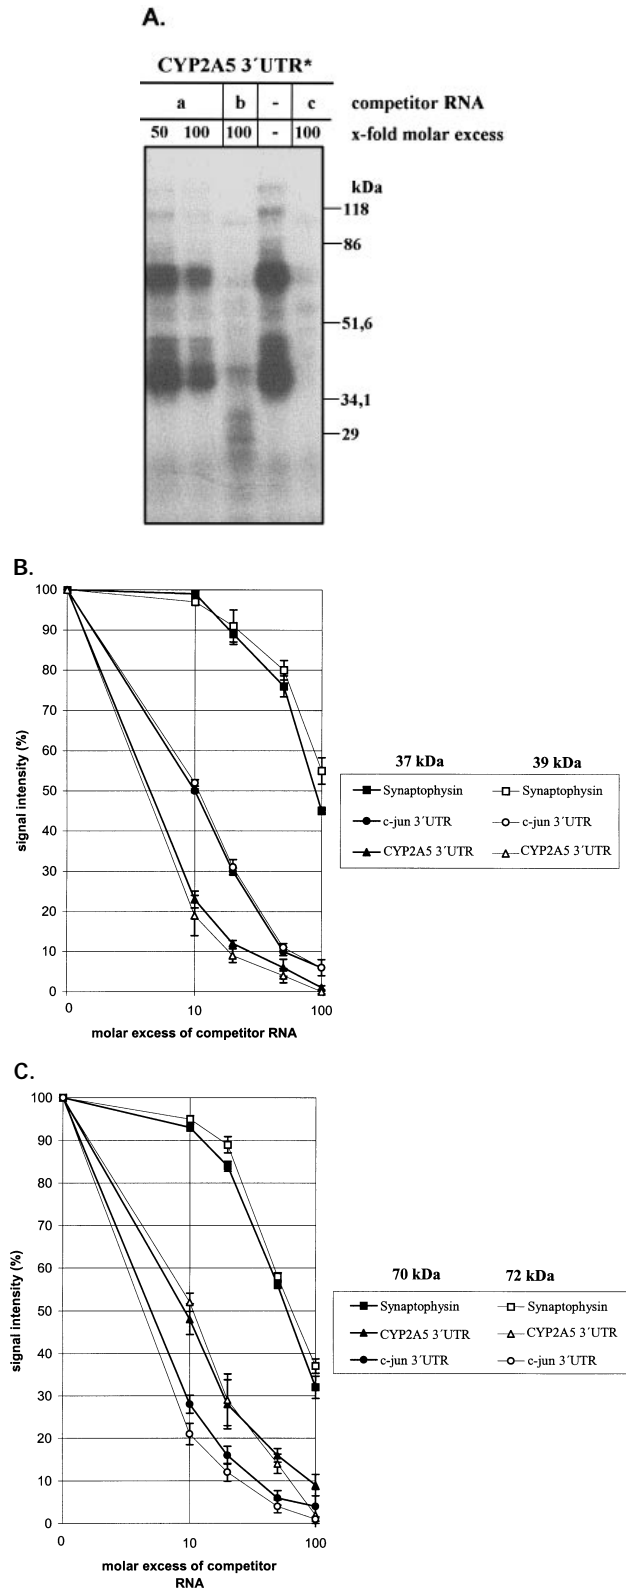 A.
CYP2A5 3´UTR*
a b - c competitor RNA
50 100 100 - 100 x-fold molar excess
kDa
118
86
51,6
34,1
29
B.
100
90
80
70
60
50
40
30
20
10
0
signal intensity (%)
0 10 100
molar excess of competitor RNA
37 kDa 39 kDa
Synaptophysin Synaptophysin
c-jun 3´UTR c-jun 3´UTR
CYP2A5 3´UTR CYP2A5 3´UTR
C.
100
90
80
70
60
50
40
30
20
10
0
signal intensity (%)
0 10 100
molar excess of competitor
RNA
70 kDa 72 kDa
Synaptophysin Synaptophysin
CYP2A5 3´UTR CYP2A5 3´UTR
c-jun 3´UTR c-jun 3´UTR